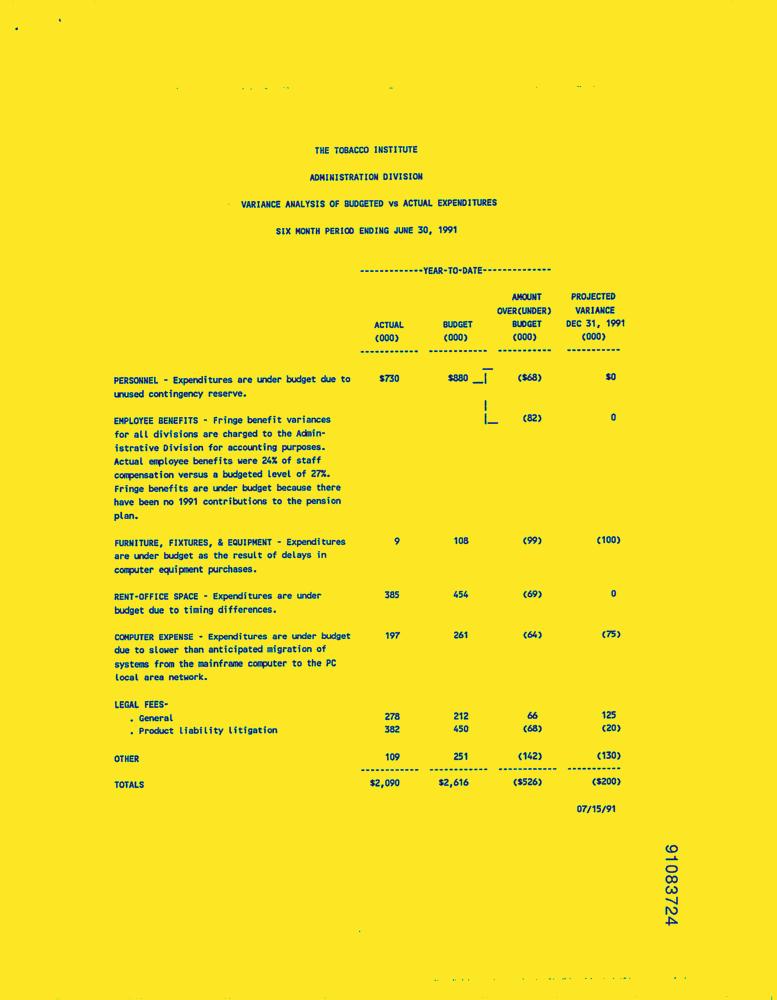 THE TOBACCO INSTITUTE
ADMINISTRATION DIVISION
VARIANCE ANALYSIS OF BUDGETED vs ACTUAL EXPENDITURES
SIX MONTH PERIOD ENDING JUNE 30, 1991
-------------YEAR-TO-DATE--------------
AMOUNT PROJECTED
OVER(UNDER) VARIANCE
ACTUAL BUDGET BUDGET DEC 31, 1991
(000) (000) (000) (000)
PERSONNEL - Expenditures are under budget due to $730 $880 ($68) $0
unused contingency reserve.
EMPLOYEE BENEFITS - Fringe benefit variances (82) 0
for all divisions are charged to the Admin-
istrative Division for accounting purposes.
Actual employee benefits were 24% of staff
compensation versus a budgeted level of 27%.
Fringe benefits are under budget because there
have been no 1991 contributions to the pension
plan.
FURNITURE, FIXTURES, & EQUIPMENT - Expenditures 9 108 (99) (100)
are under budget as the result of delays in
computer equipment purchases.
RENT-OFFICE SPACE - Expenditures are under 385 454 (69) 0
budget due to timing differences.
COMPUTER EXPENSE - Expenditures are under budget 197 261 (64) (75)
due to slower than anticipated migration of
systems from the mainframe computer to the PC
local area network.
LEGAL FEES-
. General 278 212 66 125
. Product liability litigation 382 450 (68) (20)
OTHER 109 251 (142) (130)
TOTALS $2,090 $2,616 ($526) ($200)
07/15/91
91083724